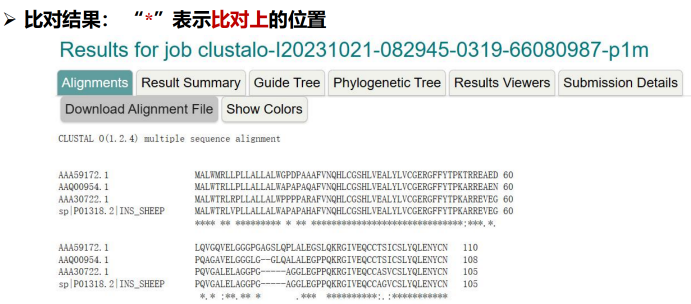 ➢ 比对结果： “*”表示比对上的位置
Results for job clustalo-I20231021-082945-0319-66080987-p1m
Alignments Result Summary Guide Tree Phylogenetic Tree Results Viewers Submission Details
Download Alignment File Show Colors
CLUSTAL O(1.2.4) multiple sequence alignment
AAA59172.1 MALWMRLLPLLALLALWGPDPAAAFVNQHLCGSHLVEALYLVCGERGFFYTPKTRREAED 60
AAQ00954.1 MALWTRLLPLLALLALWAPAPAQAFVNQHLCGSHLVEALYLVCGERGFFYTPKARREAEN 60
AAA30722.1 MALWTRLRPLLALLALWPPPPARAFVNQHLCGSHLVEALYLVCGERGFFYTPKARREVEG 60
sp|P01318.2|INS_SHEEP MALWTRLVPLLALLALWAPAPAHAFVNQHLCGSHLVEALYLVCGERGFFYTPKARREVEG 60
**** ** ********* * ** ******************************:***.*.
AAA59172.1 LQVGQVELGGGPGAGSLQPLALEGSLQKRGIVEQCCTSICSLYQLENYCN 110
AAQ00954.1 PQAGAVELGGGLG--GLQALALEGPPQKRGIVEQCCTSICSLYQLENYCN 108
AAA30722.1 PQVGALELAGGPG-----AGGLEGPPQKRGIVEQCCASVCSLYQLENYCN 105
sp|P01318.2|INS_SHEEP PQVGALELAGGPG-----AGGLEGPPQKRGIVEQCCAGVCSLYQLENYCN 105
*.* :**.** * .*** **********:.:***********